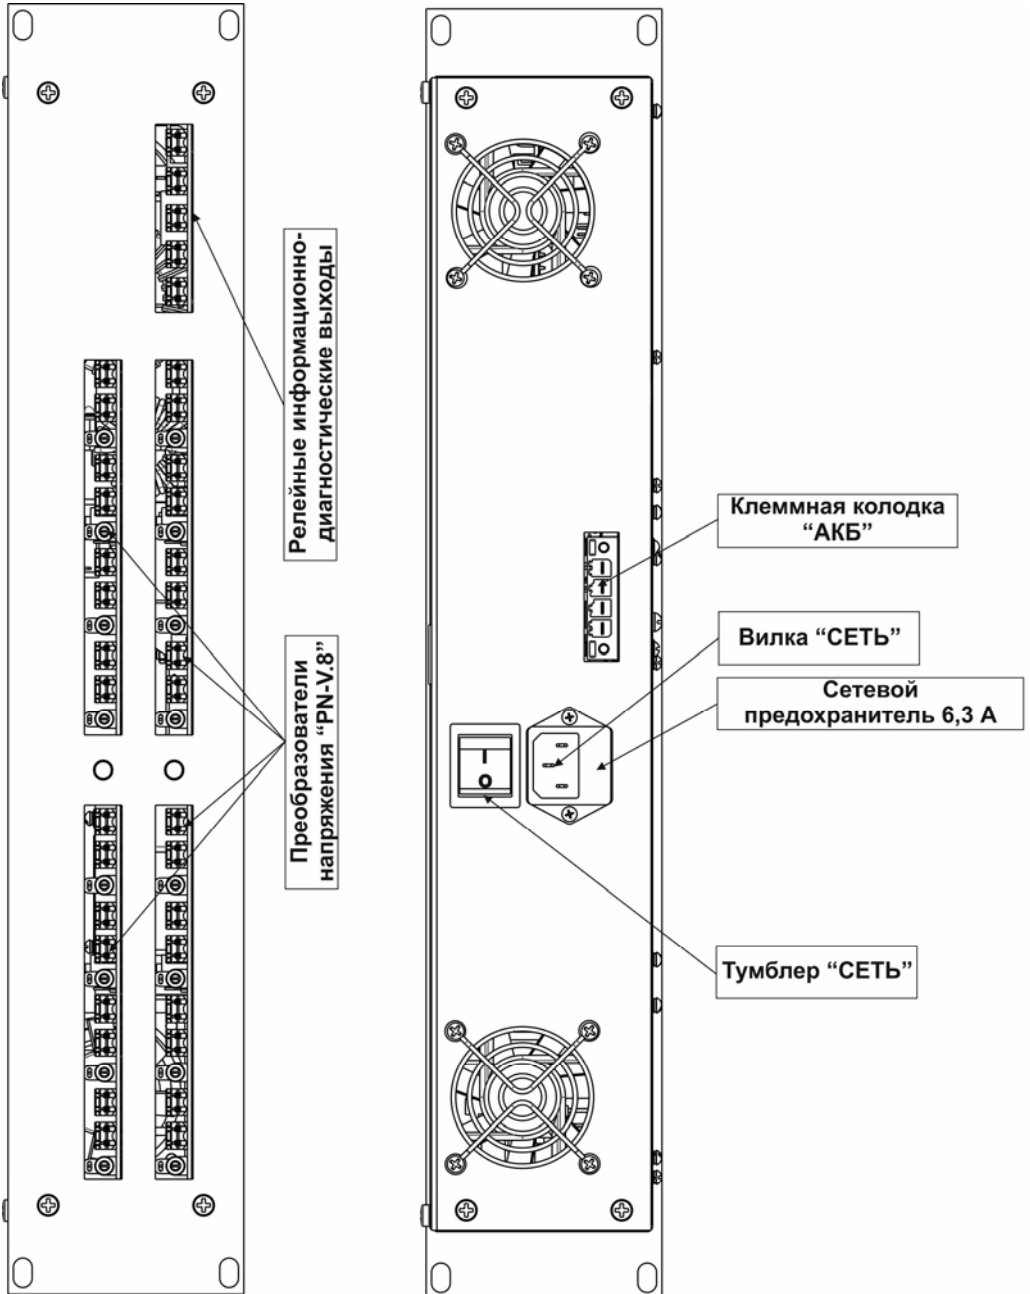 Релейные информационно-
диагностические выходы
Преобразователи
напряжения “PN-V.8”
Клеммная колодка
“АКБ”
Вилка “СЕТЬ”
Сетевой
предохранитель 6,3 А
Тумблер “СЕТЬ”